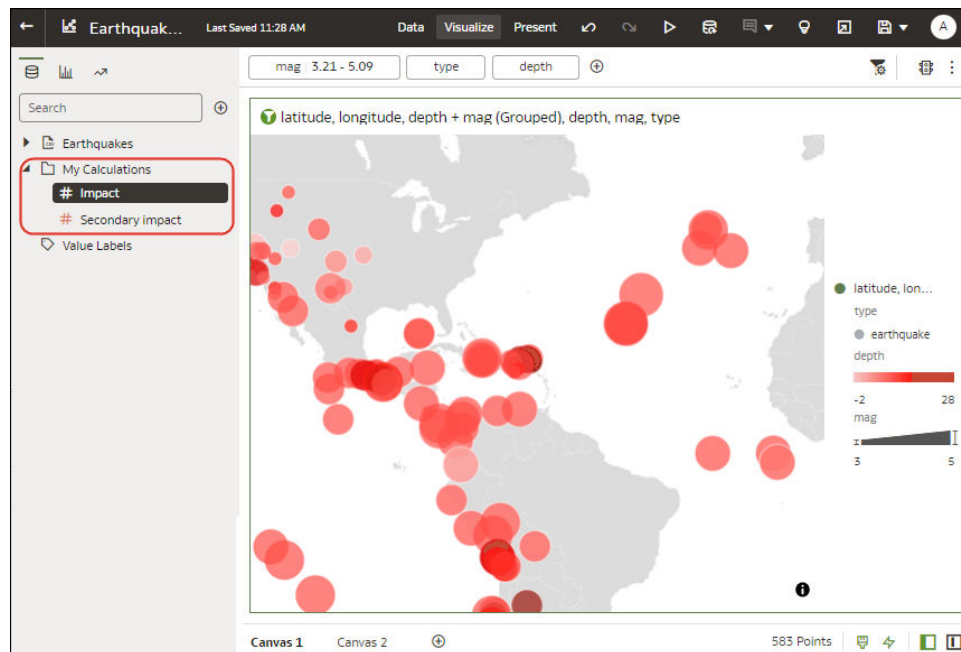 Earthquak... Last Saved 11:28 AM Data Visualize Present A
mag 3.21 - 5.09 type depth
Search
Earthquakes
My Calculations
# Impact
# Secondary impact
Value Labels
latitude, longitude, depth + mag (Grouped), depth, mag, type
latitude, lon...
type
earthquake
depth
-2 28
mag
3 5
Canvas 1 Canvas 2 583 Points